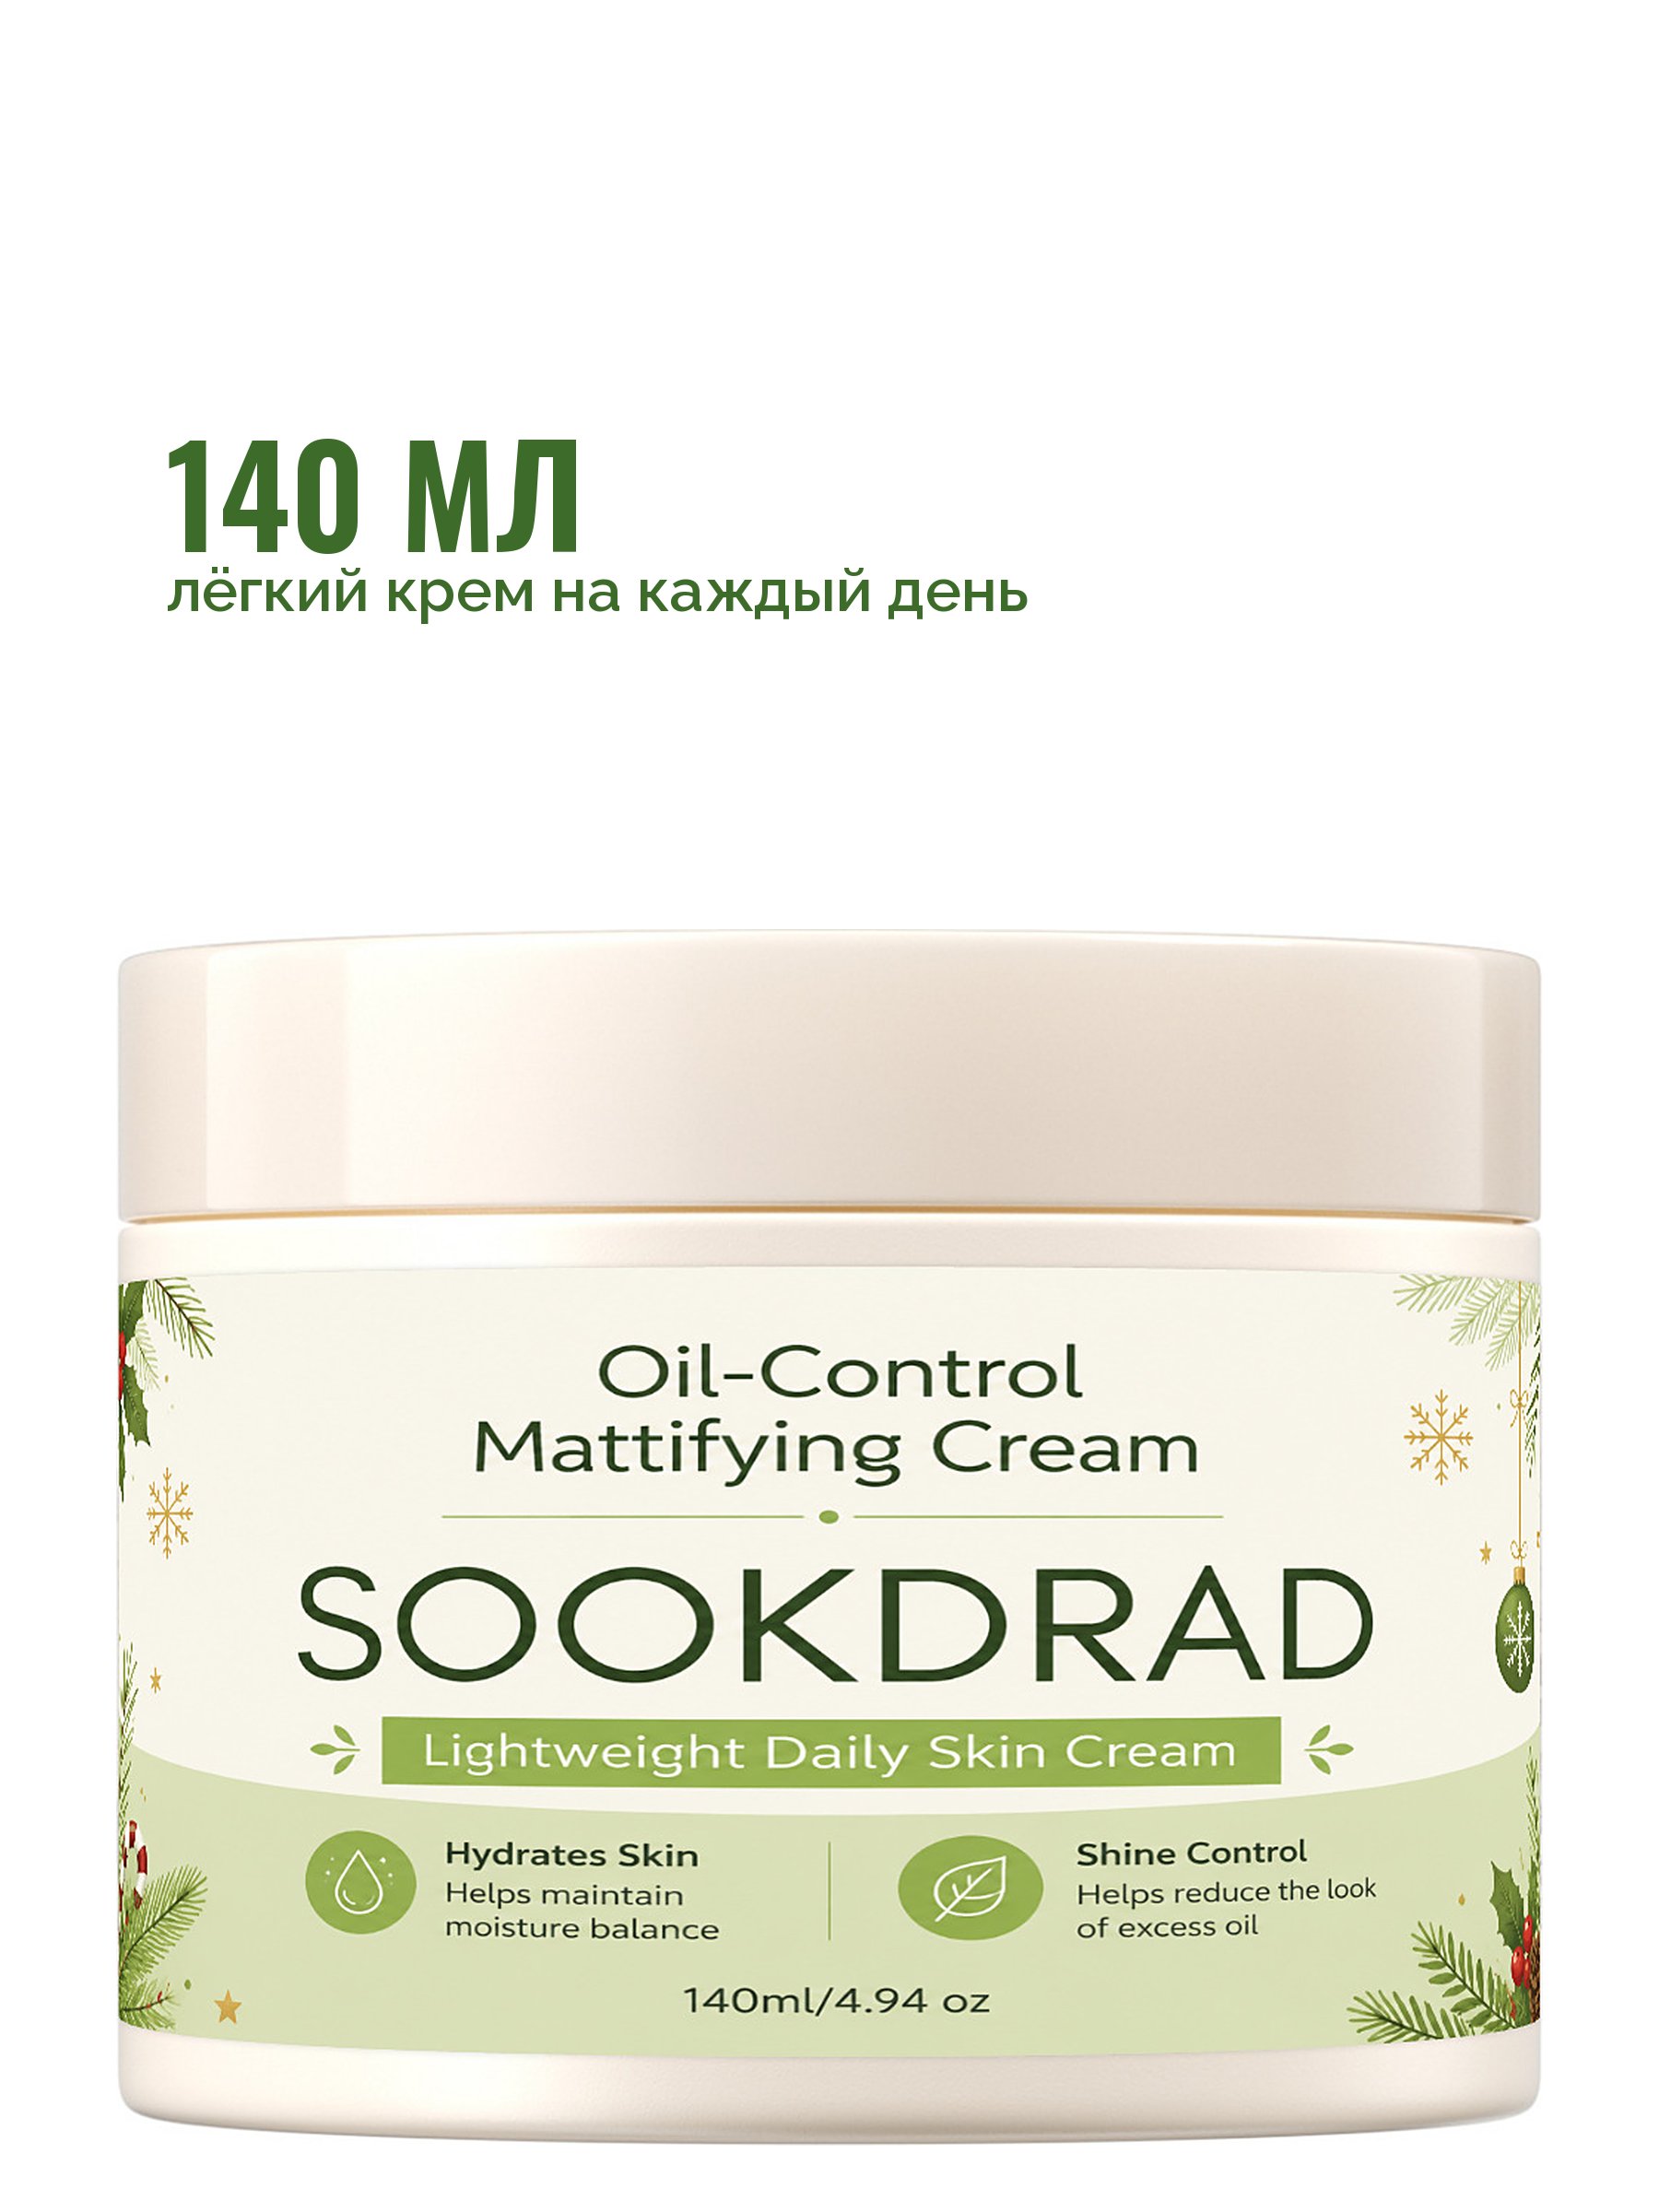 140 МЛ
лёгкий крем на каждый день
Oil-Control
Mattifying Cream
SOOKDRAD
Lightweight Daily Skin Cream
Hydrates Skin
Helps maintain
moisture balance
Shine Control
Helps reduce the look
of excess oil
140ml/4.94 oz